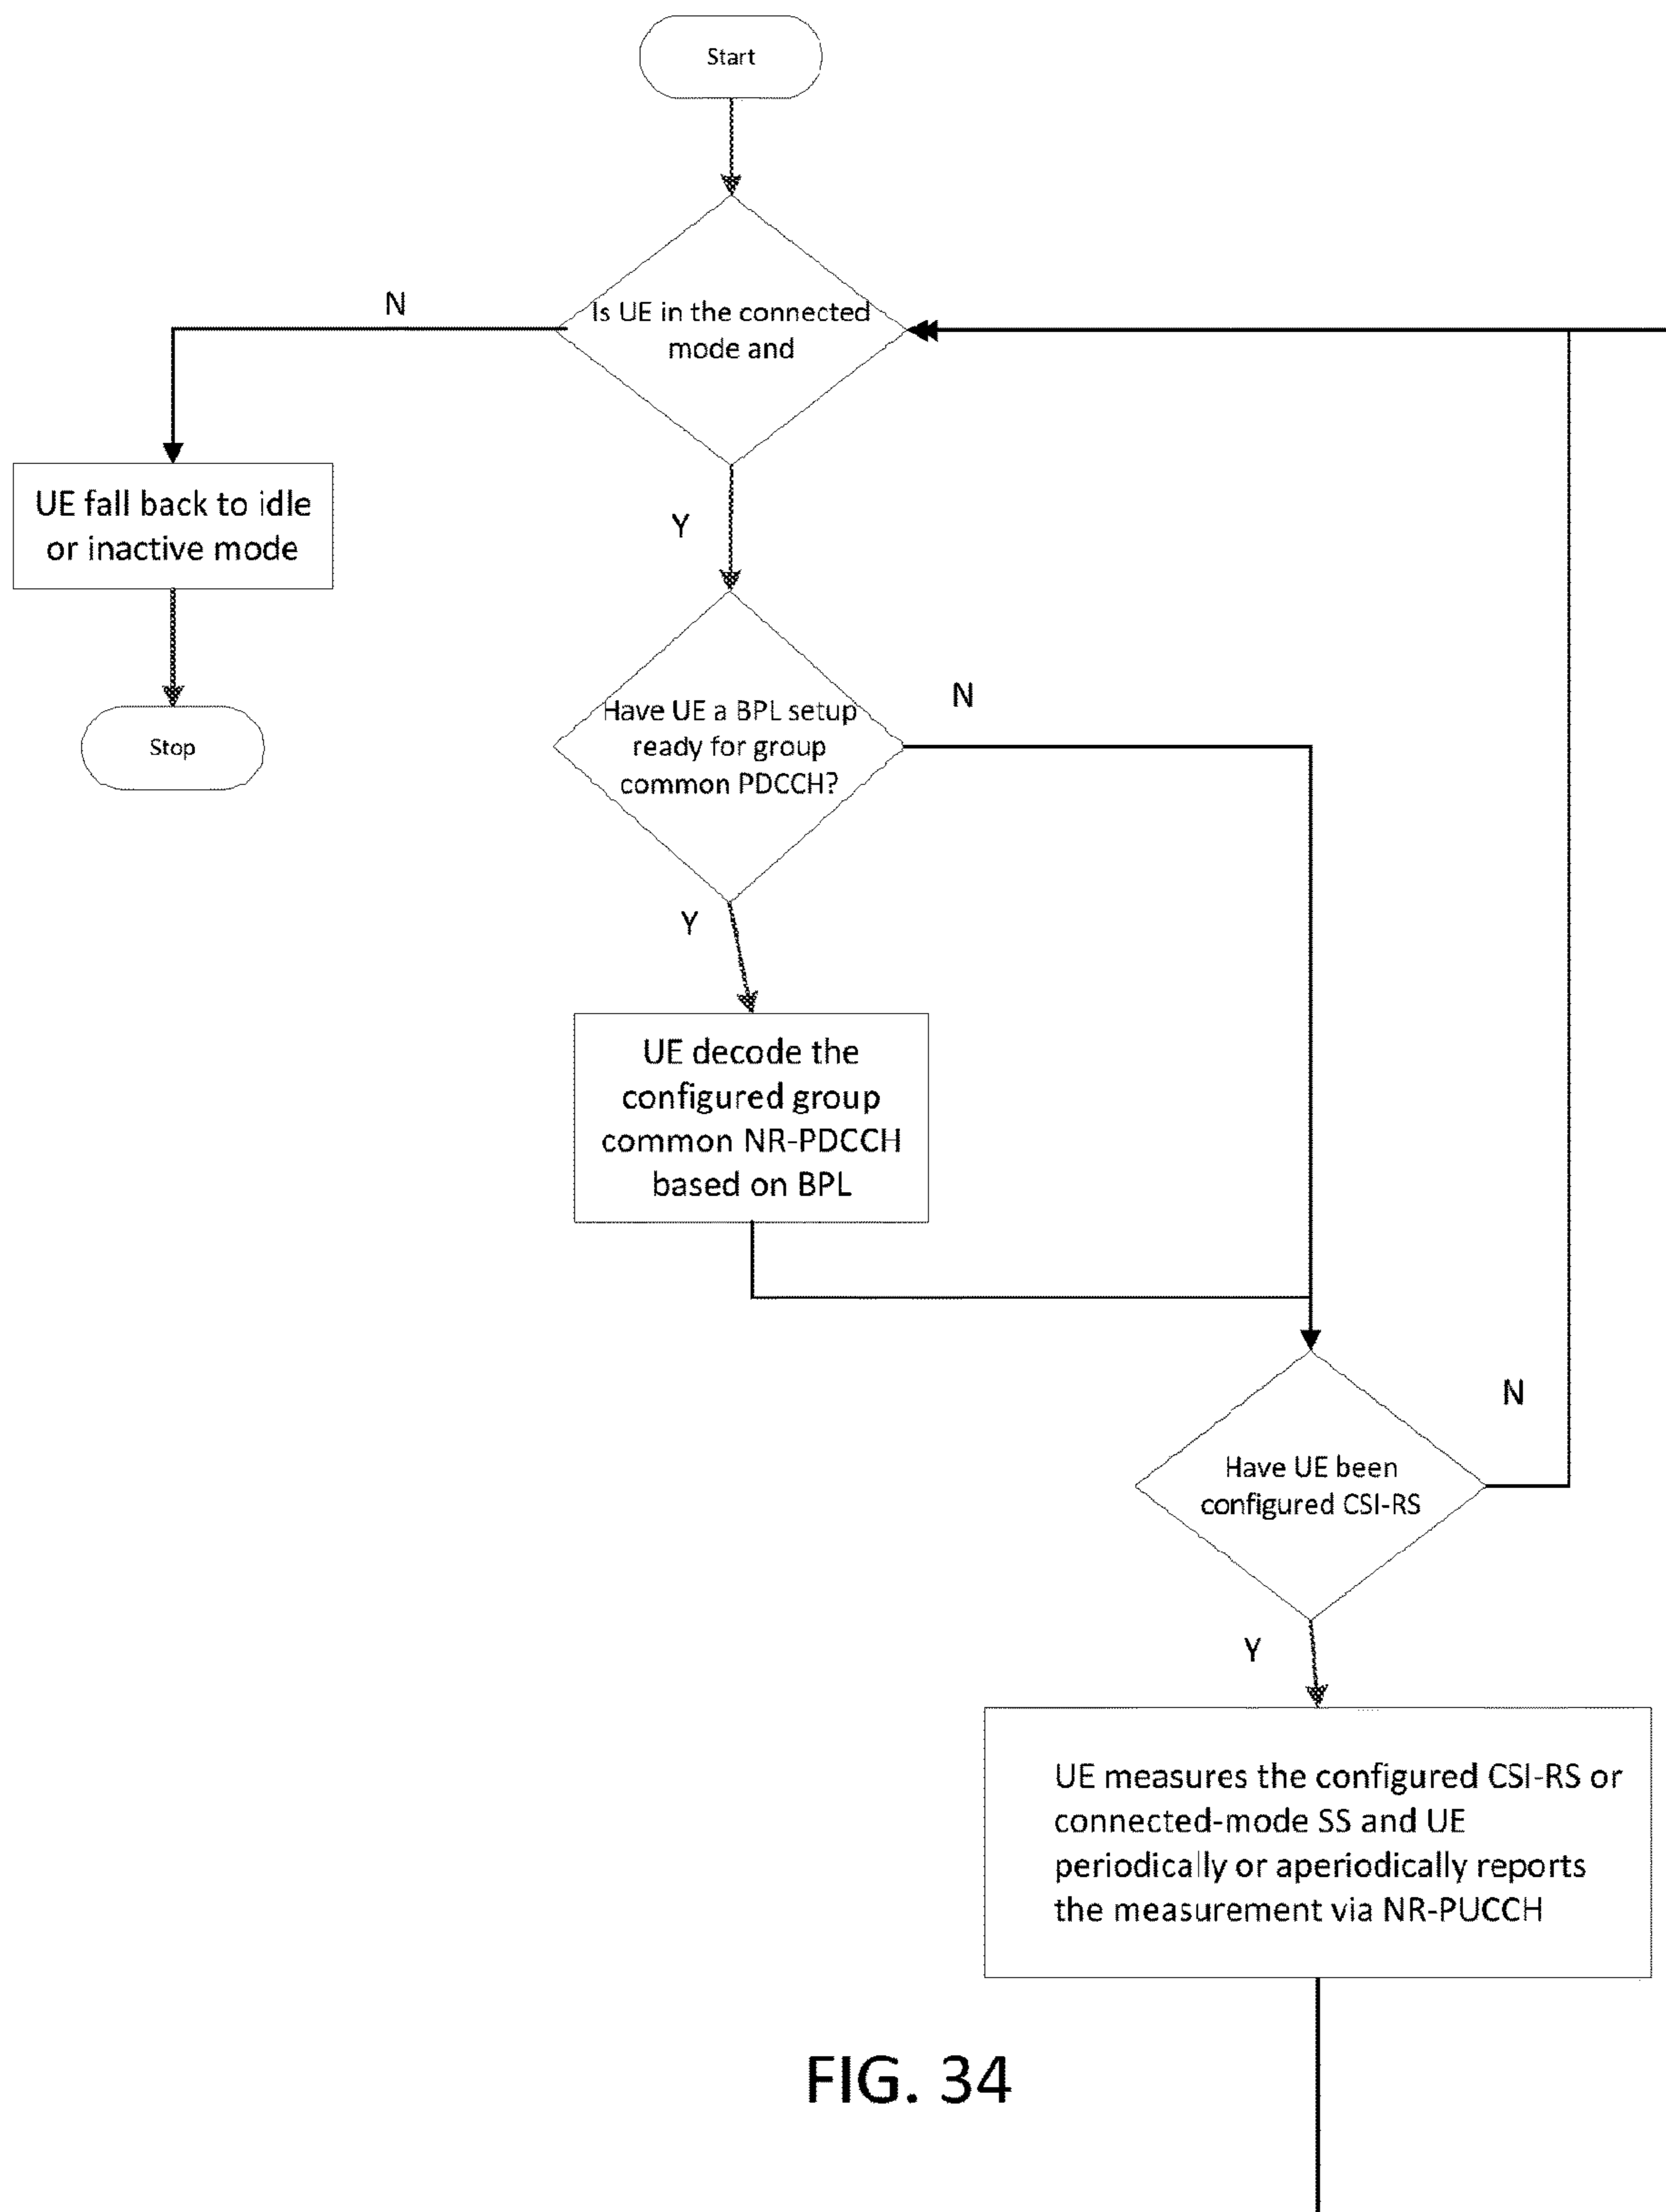 Start
N
Is UE in the connected
mode and
UE fall back to idle
or inactive mode
Y
Stop
Have UE a BPL setup
ready for group
common PDCCH?
N
Y
UE decode the
configured group
common NR-PDCCH
based on BPL
N
Have UE been
configured CSI-RS
Y
UE measures the configured CSI-RS or
connected-mode SS and UE
periodically or aperiodically reports
the measurement via NR-PUCCH
FIG. 34